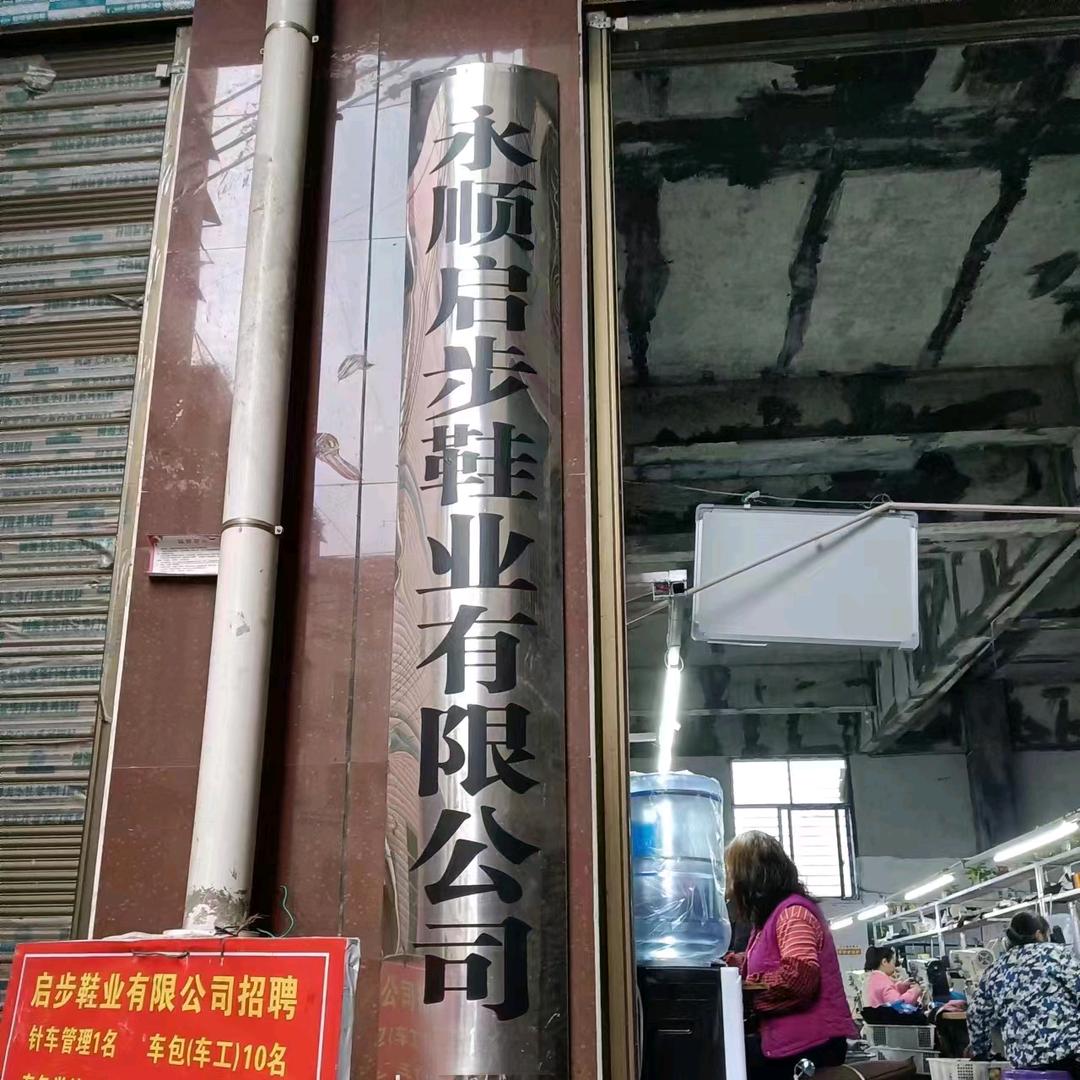 永顺启步鞋业有限公司
启步鞋业有限公司招聘
针车管理1名 车包(车工)10名